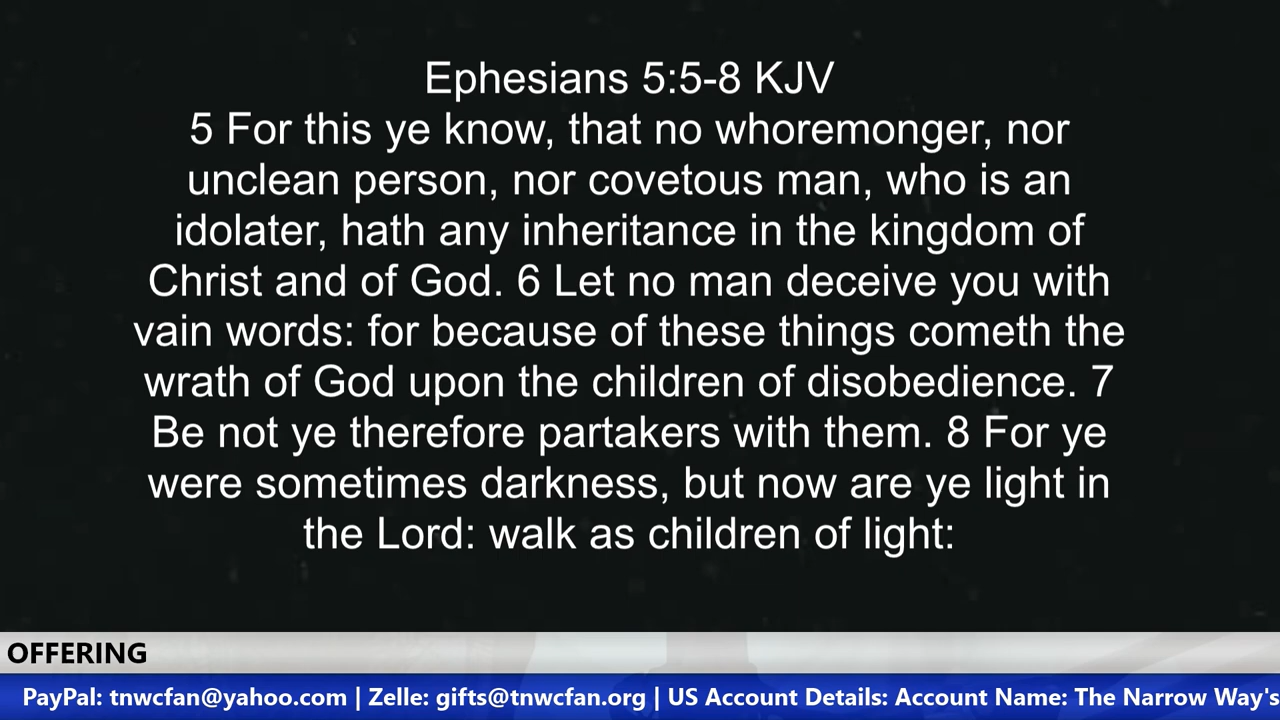 Ephesians 5:5-8 KJV
5 For this ye know, that no whoremonger, nor
unclean person, nor covetous man, who is an
idolater, hath any inheritance in the kingdom of
Christ and of God. 6 Let no man deceive you with
vain words: for because of these things cometh the
wrath of God upon the children of disobedience. 7
Be not ye therefore partakers with them. 8 For ye
were sometimes darkness, but now are ye light in
the Lord: walk as children of light:
OFFERING
PayPal: tnwcfan@yahoo.com | Zelle: gifts@tnwcfan.org | US Account Details: Account Name: The Narrow Way's